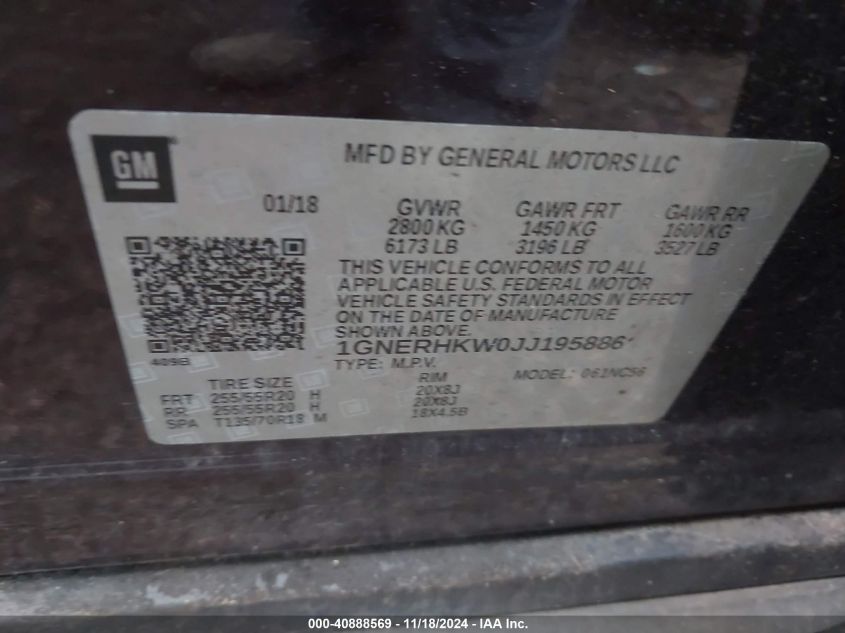 GM
MFD BY GENERAL MOTORS LLC
01/18 GVWR GAWR FRT GAWR RR
2800 KG 1450 KG 1600 KG
6173 LB 3196 LB 3527 LB
THIS VEHICLE CONFORMS TO ALL
APPLICABLE U.S. FEDERAL MOTOR
VEHICLE SAFETY STANDARDS IN EFFECT
ON THE DATE OF MANUFACTURE
SHOWN ABOVE.
1GNERHKW0JJ195886
409B TYPE: M.P.V. MODEL: 061NC56
TIRE SIZE RIM
FRT 255/55R20 H 20X8J
RR 255/55R20 H 20X8J
SPA T135/70R18 M 18X4.5B
000-40888569 - 11/18/2024 - IAA Inc.